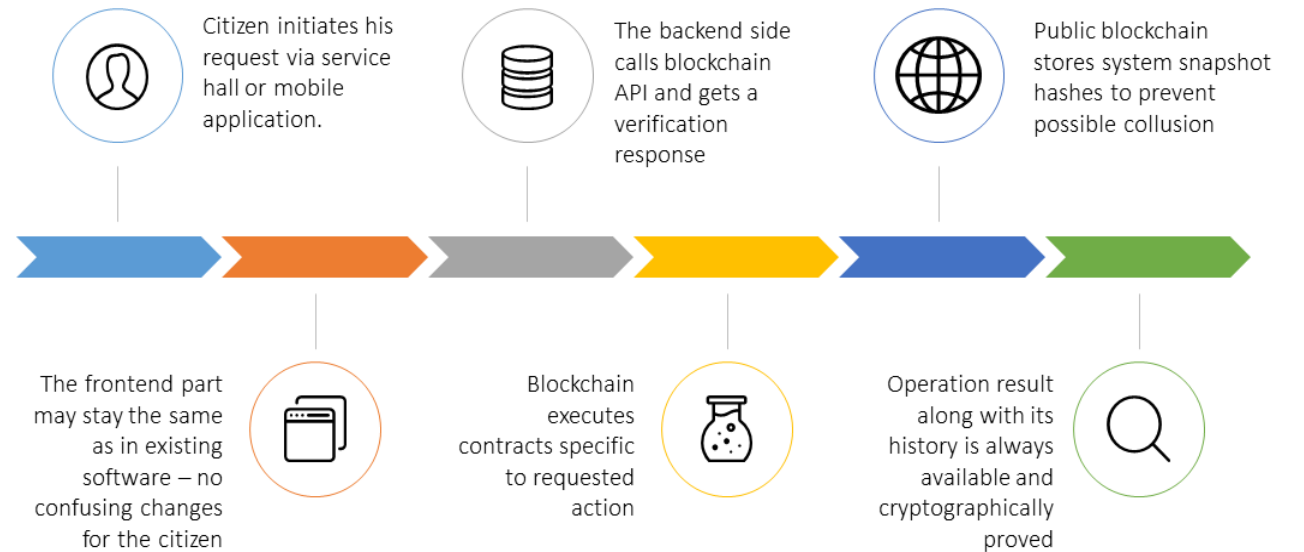 Citizen initiates his
request via service
hall or mobile
application.
The frontend part
may stay the same
as in existing
software – no
confusing changes
for the citizen
The backend side
calls blockchain
API and gets a
verification
response
Blockchain
executes
contracts specific
to requested
action
Public blockchain
stores system snapshot
hashes to prevent
possible collusion
Operation result
along with its
history is always
available and
cryptographically
proved